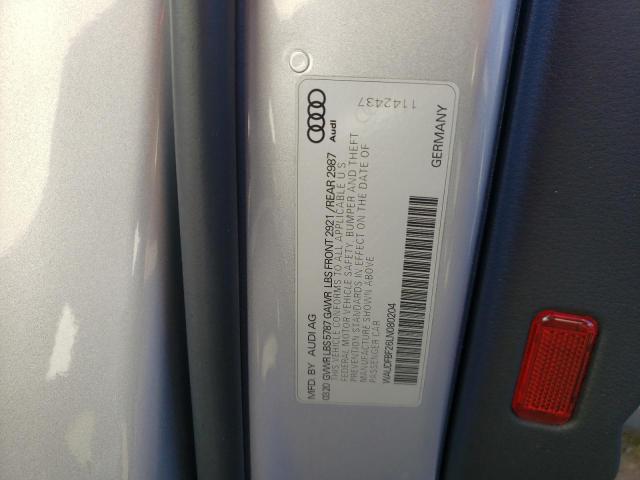 1142437
Audi
GERMANY
MFD. BY AUDI AG
03.20 GVWR LBS 5787 GAWR LBS FRONT 2921 /REAR 2987
THIS VEHICLE CONFORMS TO ALL APPLICABLE U S
FEDERAL MOTOR VEHICLE SAFETY, BUMPER AND THEFT
PREVENTION STANDARDS IN EFFECT ON THE DATE OF
MANUFACTURE SHOWN ABOVE
PASSENGER CAR